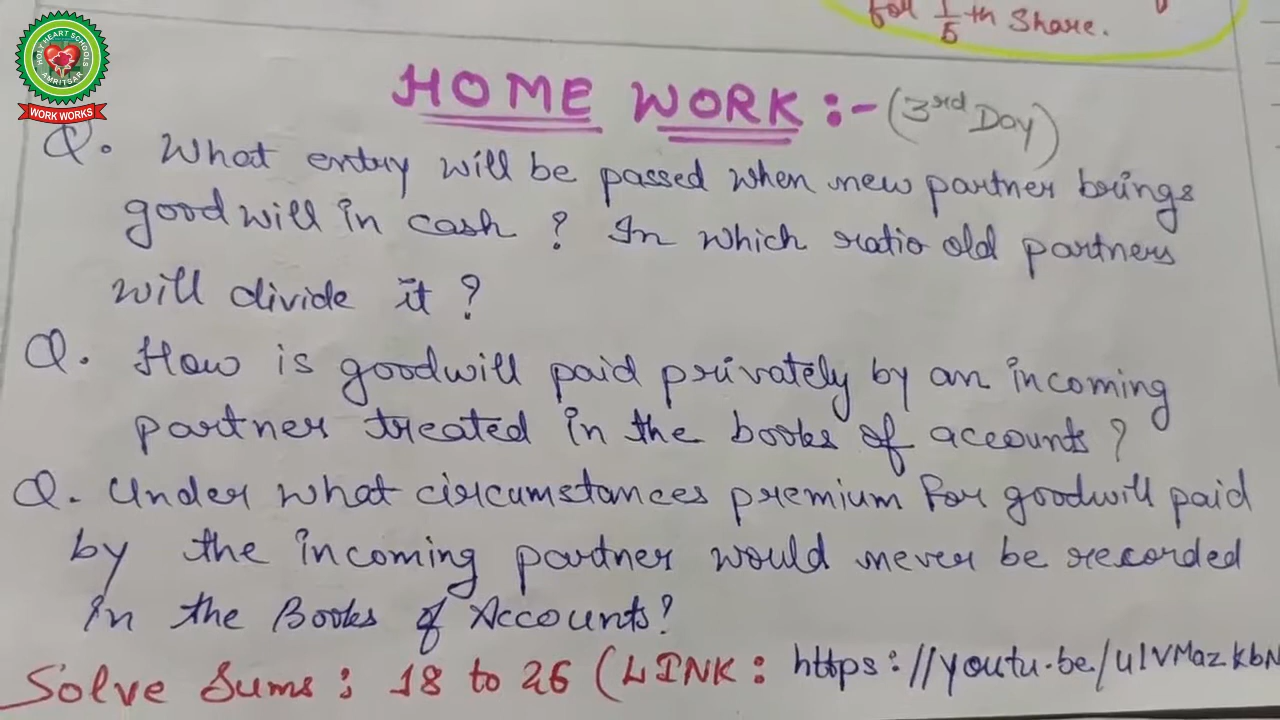 for 1/5 th Share.
HOLY HEART SCHOOLS
AMRITSAR
WORK WORKS
HOME WORK :- (3rd Day)
Q. What entry will be passed when new partner brings
goodwill in cash ? In which ratio old partners
will divide it ?
Q. How is goodwill paid privately by an incoming
partner treated in the books of accounts ?
Q. Under what circumstances premium for goodwill paid
by the incoming partner would never be recorded
in the Books of Accounts?
Solve Sums : 18 to 26 (LINK : https://youtu.be/